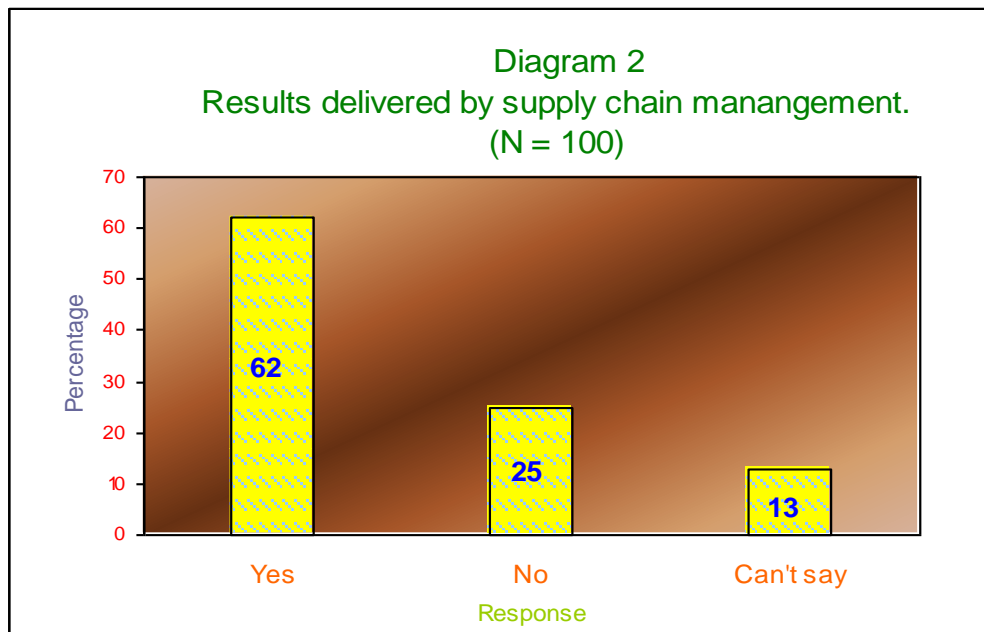 Diagram 2
Results delivered by supply chain manangement.
(N = 100)
70
60
50
40
30
20
10
0
Percentage
62
25
13
Yes
No
Can't say
Response